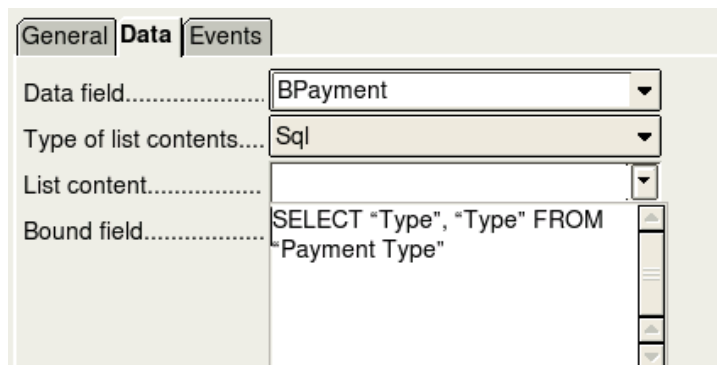 General Data Events
Data field..................... BPayment
Type of list contents.... Sql
List content.................
Bound field.................. SELECT “Type”, “Type” FROM
“Payment Type”